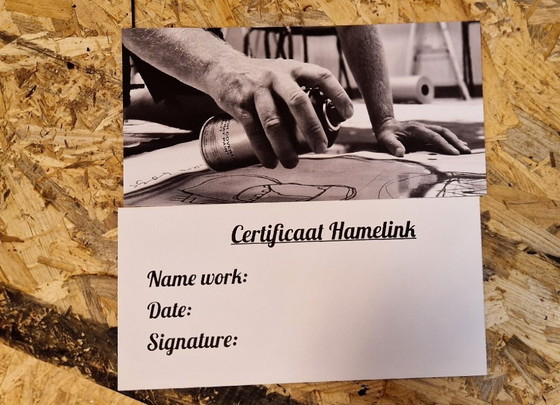 Certificaat Hamelink
Name work:
Date:
Signature: